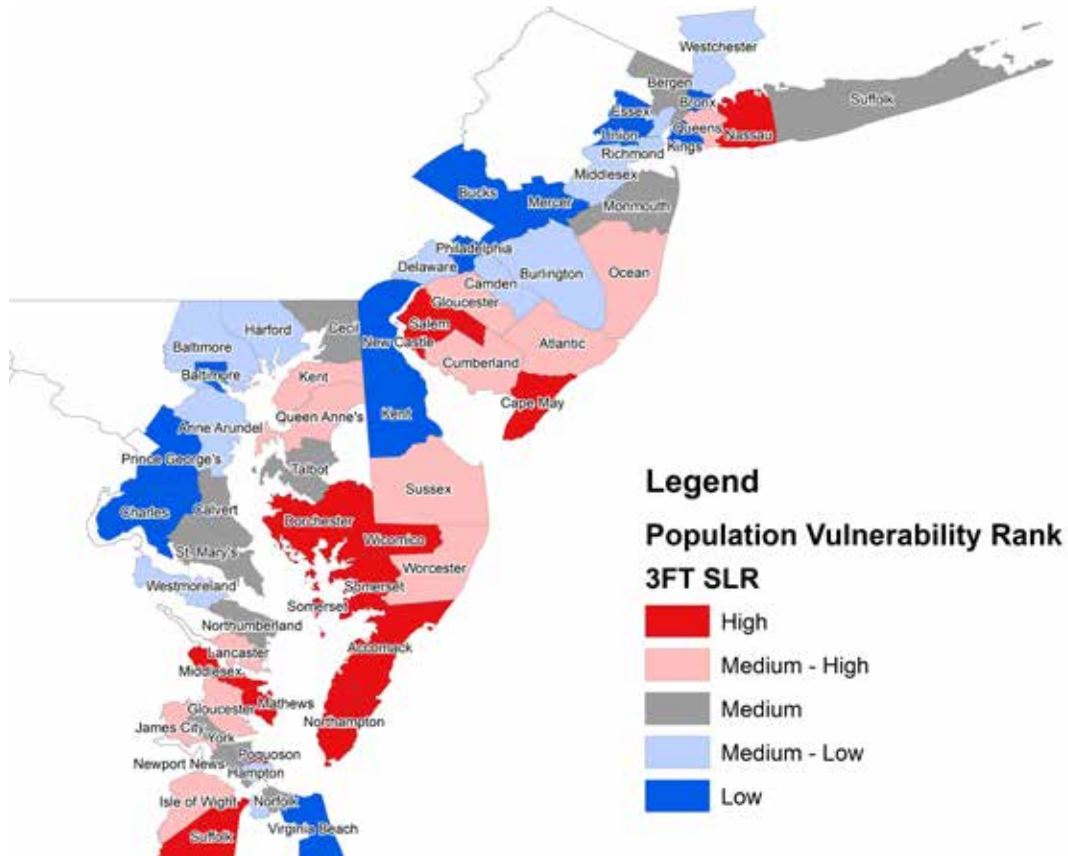 Westchester
Bergen
Suffolk
Bronx
Essex
Queens
Nassau
Union
Kings
Richmond
Middlesex
Bucks
Mercer
Monmouth
Philadelphia
Delaware
Burlington
Ocean
Camden
Gloucester
Salem
Harford
Cecil
New Castle
Atlantic
Baltimore
Cumberland
Baltimore
Kent
Cape May
Queen Anne's
Kent
Anne Arundel
Prince George's
Talbot
Sussex
Charles
Calvert
Dorchester
Wicomico
St. Mary's
Worcester
Westmoreland
Somerset
Somerset
Northumberland
Accomack
Lancaster
Middlesex
Mathews
Gloucester
Northampton
James City
York
Poquoson
Newport News
Hampton
Isle of Wight
Norfolk
Virginia Beach
Suffolk
Legend
Population Vulnerability Rank
3FT SLR
High
Medium - High
Medium
Medium - Low
Low